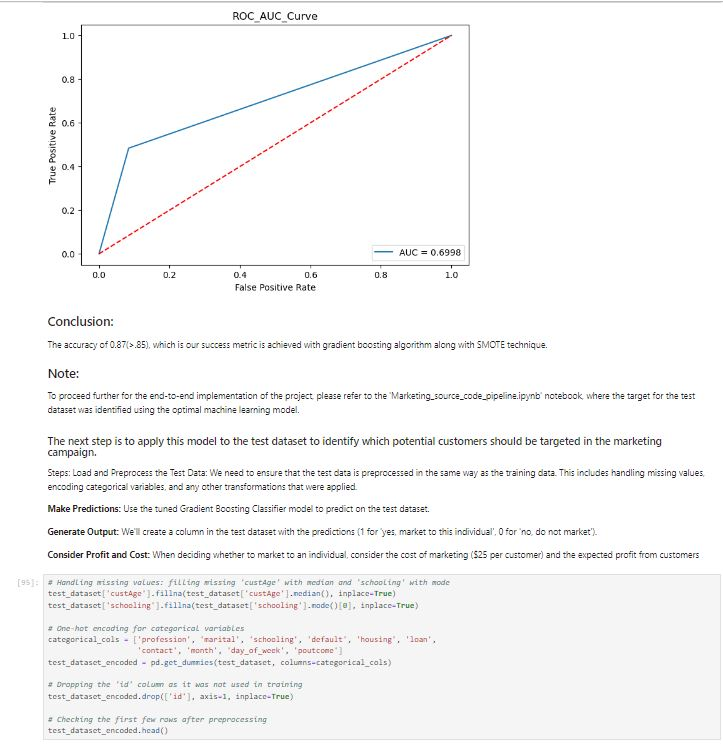 ROC_AUC_Curve
1.0
0.8
0.6
0.4
0.2
0.0
True Positive Rate
AUC = 0.6998
0.0 0.2 0.4 0.6 0.8 1.0
False Positive Rate
Conclusion:
The accuracy of 0.87(>.85), which is our success metric is achieved with gradient boosting algorithm along with SMOTE technique.
Note:
To proceed further for the end-to-end implementation of the project, please refer to the 'Marketing_source_code_pipeline.ipynb' notebook, where the target for the test
dataset was identified using the optimal machine learning model.
The next step is to apply this model to the test dataset to identify which potential customers should be targeted in the marketing
campaign.
Steps: Load and Preprocess the Test Data: We need to ensure that the test data is preprocessed in the same way as the training data. This includes handling missing values,
encoding categorical variables, and any other transformations that were applied.
Make Predictions: Use the tuned Gradient Boosting Classifier model to predict on the test dataset.
Generate Output: We'll create a column in the test dataset with the predictions (1 for 'yes, market to this individual', 0 for 'no, do not market').
Consider Profit and Cost: When deciding whether to market to an individual, consider the cost of marketing ($25 per customer) and the expected profit from customers
[95]: # Handling missing values: filling missing 'custAge' with median and 'schooling' with mode
test_dataset['custAge'].fillna(test_dataset['custAge'].median(), inplace=True)
test_dataset['schooling'].fillna(test_dataset['schooling'].mode()[0], inplace=True)
# One-hot encoding for categorical variables
categorical_cols = ['profession', 'marital', 'schooling', 'default', 'housing', 'loan',
'contact', 'month', 'day_of_week', 'poutcome']
test_dataset_encoded = pd.get_dummies(test_dataset, columns=categorical_cols)
# Dropping the 'id' column as it was not used in training
test_dataset_encoded.drop(['id'], axis=1, inplace=True)
# Checking the first few rows after preprocessing
test_dataset_encoded.head()